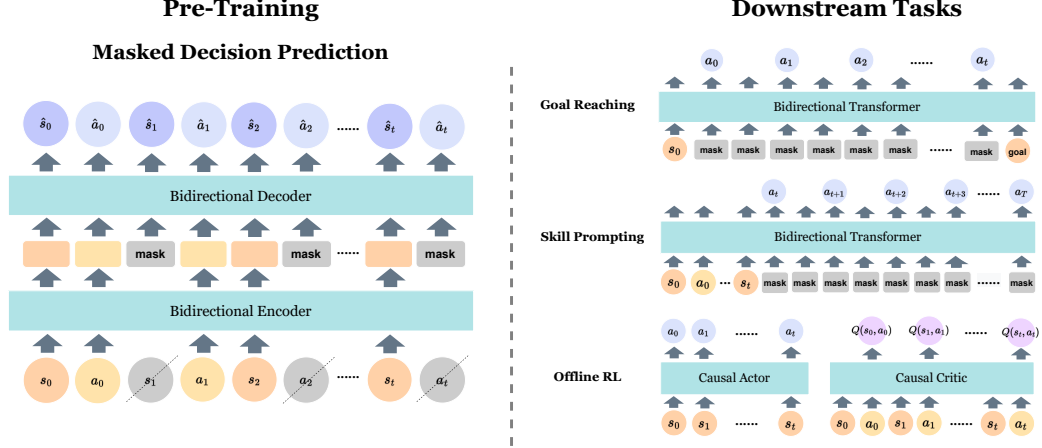 Pre-Training
Masked Decision Prediction
ŝ0 â0 ŝ1 â1 ŝ2 â2 ...... ŝt ât
Bidirectional Decoder
mask mask ...... mask
Bidirectional Encoder
s0 a0 s1 a1 s2 a2 ...... st at
Downstream Tasks
a0 a1 a2 ...... at
Goal Reaching
Bidirectional Transformer
s0 mask mask mask mask mask mask ...... mask goal
at at+1 at+2 at+3 ...... aT
Skill Prompting
Bidirectional Transformer
s0 a0 ... st mask mask mask mask mask mask mask ...... mask
a0 a1 ...... at
Q(s0, a0) Q(s1, a1) ...... Q(st, at)
Offline RL
Causal Actor
Causal Critic
s0 s1 ...... st
s0 a0 s1 a1 ...... st at